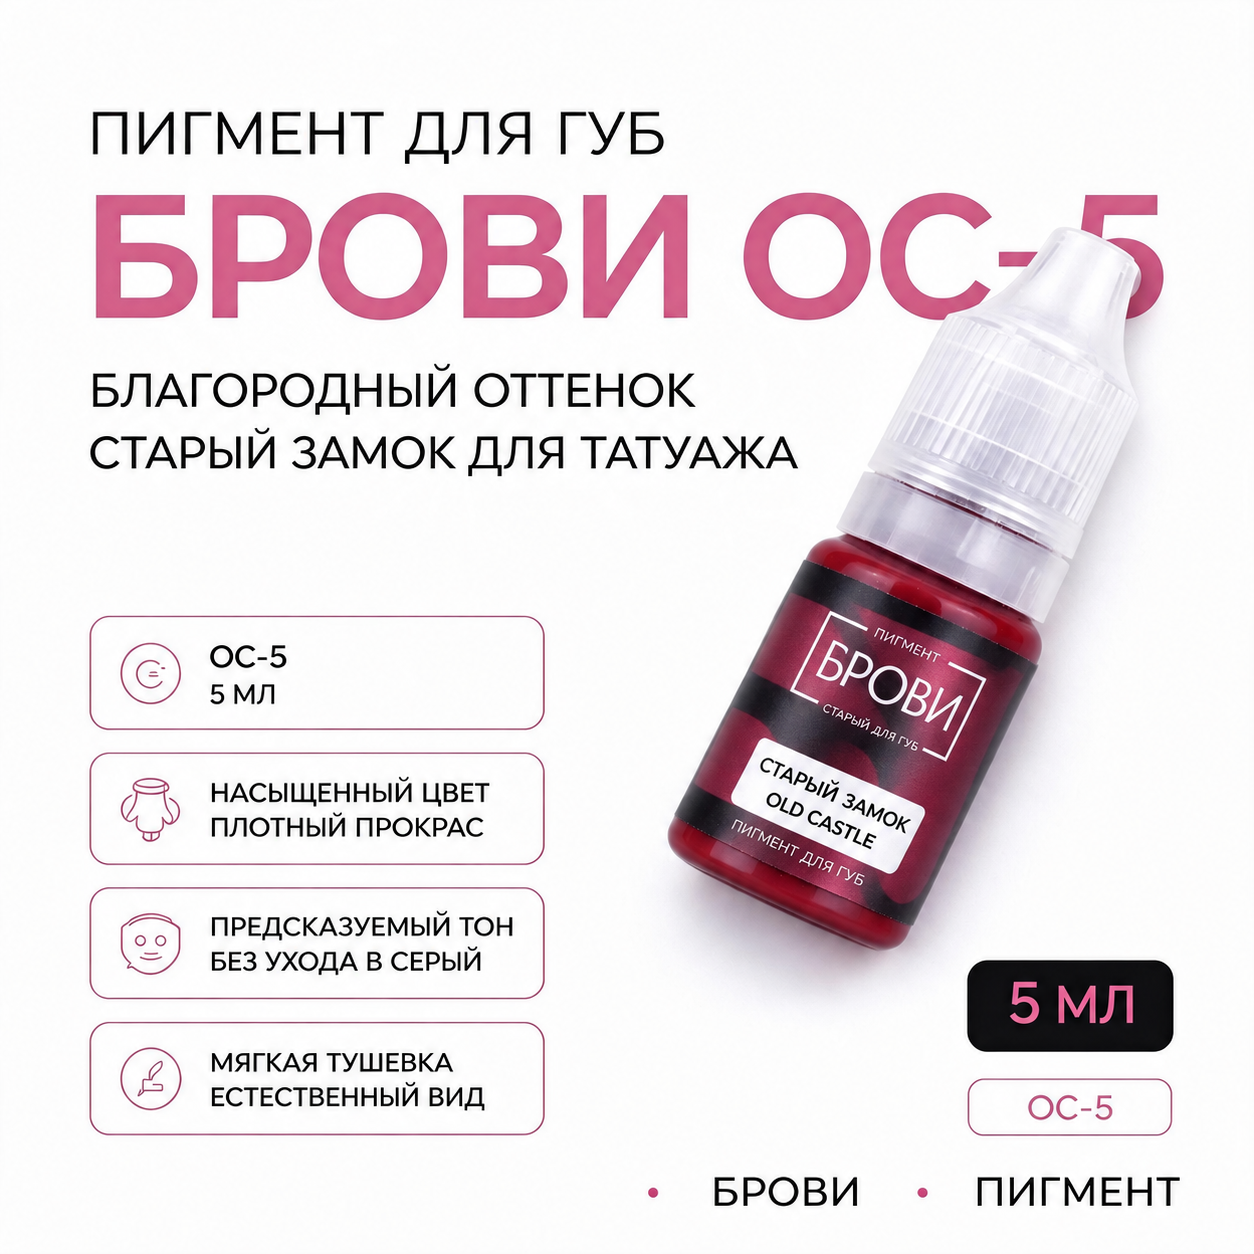 ПИГМЕНТ ДЛЯ ГУБ
БРОВИ ОС-5
БЛАГОРОДНЫЙ ОТТЕНОК
СТАРЫЙ ЗАМОК ДЛЯ ТАТУАЖА
ОС-5
5 МЛ
НАСЫЩЕННЫЙ ЦВЕТ
ПЛОТНЫЙ ПРОКРАС
ПРЕДСКАЗУЕМЫЙ ТОН
БЕЗ УХОДА В СЕРЫЙ
МЯГКАЯ ТУШЕВКА
ЕСТЕСТВЕННЫЙ ВИД
ПИГМЕНТ
БРОВИ
СТАРЫЙ ДЛЯ ГУБ
СТАРЫЙ ЗАМОК
OLD CASTLE
ПИГМЕНТ ДЛЯ ГУБ
5 МЛ
ОС-5
• БРОВИ • ПИГМЕНТ